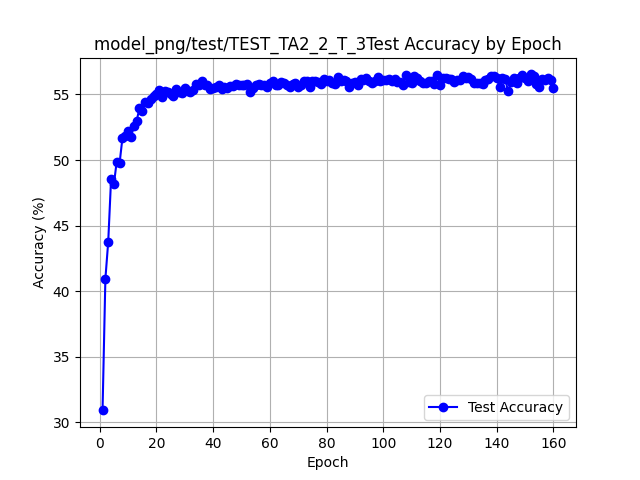 model_png/test/TEST_TA2_2_T_3Test Accuracy by Epoch
Accuracy (%)
55
50
45
40
35
30
0 20 40 60 80 100 120 140 160
Epoch
Test Accuracy